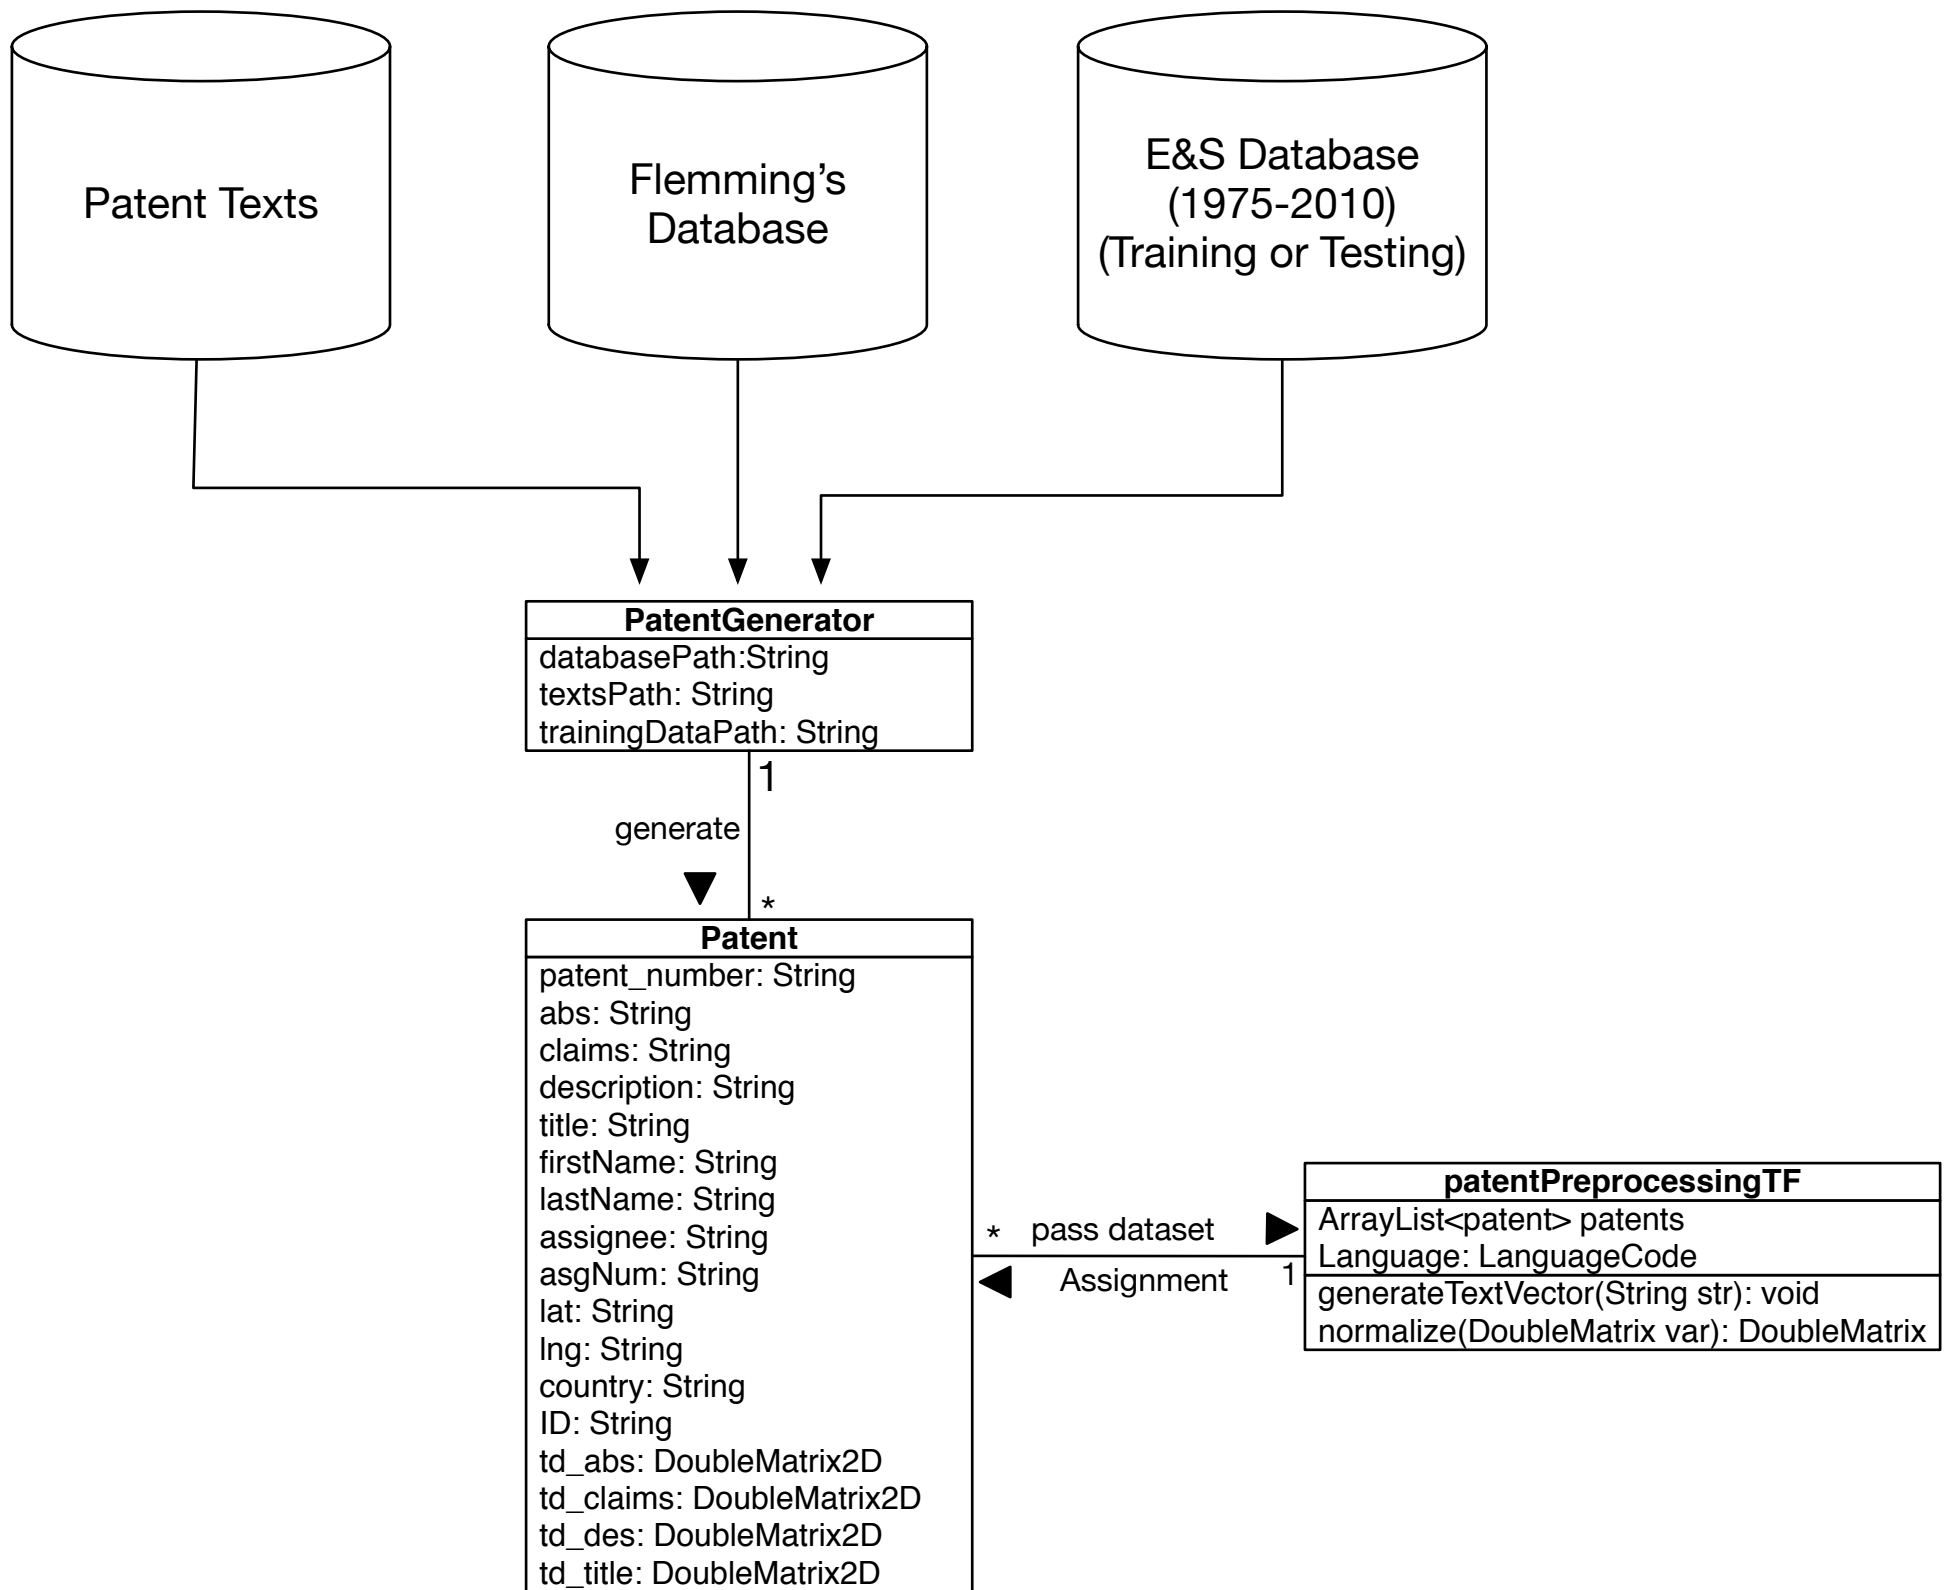 Patent Texts
Flemming’s
Database
E&S Database
(1975-2010)
(Training or Testing)
PatentGenerator
databasePath:String
textsPath: String
trainingDataPath: String
1
generate
*
Patent
patent_number: String
abs: String
claims: String
description: String
title: String
firstName: String
lastName: String
assignee: String
asgNum: String
lat: String
lng: String
country: String
ID: String
td_abs: DoubleMatrix2D
td_claims: DoubleMatrix2D
td_des: DoubleMatrix2D
td_title: DoubleMatrix2D
* pass dataset
Assignment 1
patentPreprocessingTF
ArrayList<patent> patents
Language: LanguageCode
generateTextVector(String str): void
normalize(DoubleMatrix var): DoubleMatrix